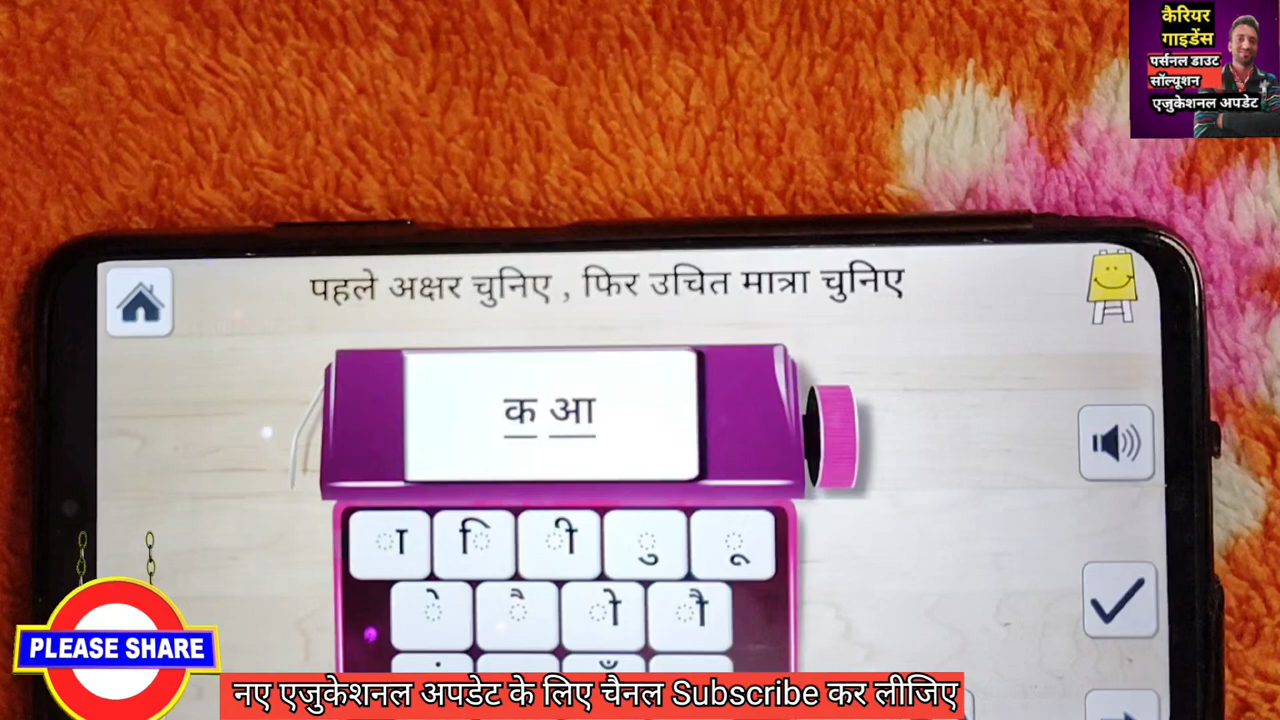 कैरियर
गाइडेंस
पर्सनल डाउट
सॉल्यूशन
एजुकेशनल अपडेट
पहले अक्षर चुनिए , फिर उचित मात्रा चुनिए
क आ
ा ि ी ु ू
े ै ो ौ
PLEASE SHARE
नए एजुकेशनल अपडेट के लिए चैनल Subscribe कर लीजिए